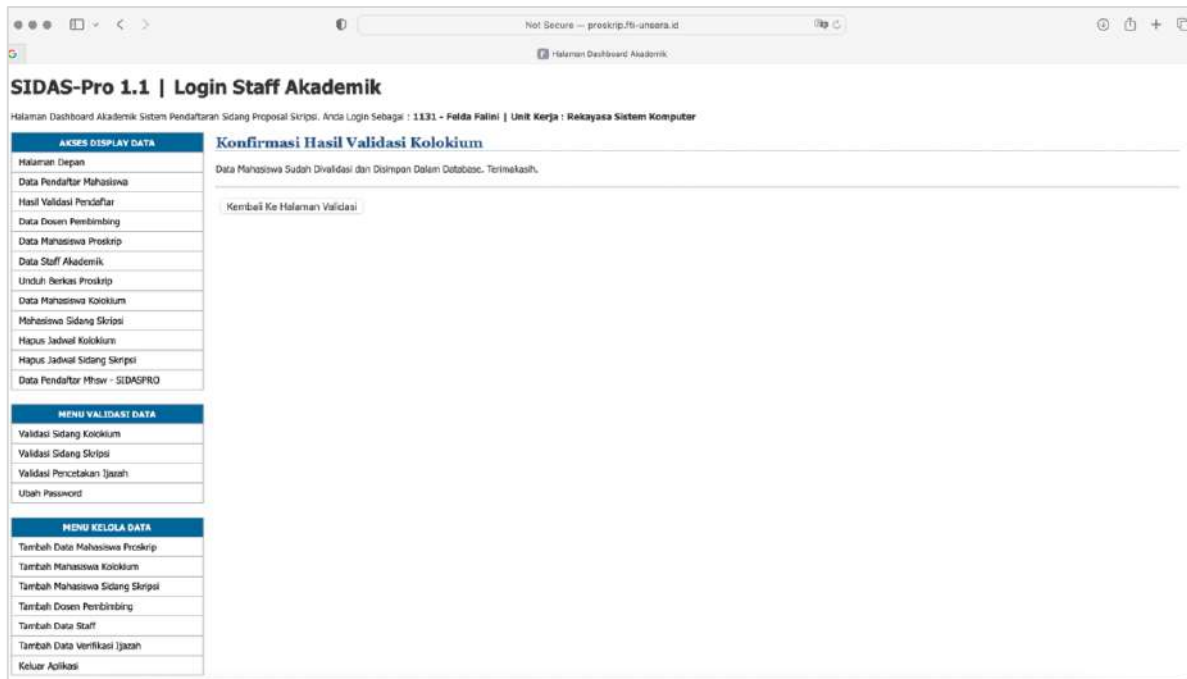 Not Secure — proskrip.fti-unsera.id
Halaman Dashboard Akademik
SIDAS-Pro 1.1 | Login Staff Akademik
Halaman Dashboard Akademik Sistem Pendaftaran Sidang Proposal Skripsi. Anda Login Sebagai : 1131 - Felda Falini | Unit Kerja : Rekayasa Sistem Komputer
AKSES DISPLAY DATA
Halaman Depan
Data Pendaftar Mahasiswa
Hasil Validasi Pendaftar
Data Dosen Pembimbing
Data Mahasiswa Proskrip
Data Staff Akademik
Unduh Berkas Proskrip
Data Mahasiswa Kolokium
Mahasiswa Sidang Skripsi
Hapus Jadwal Kolokium
Hapus Jadwal Sidang Skripsi
Data Pendaftar Mhsw - SIDASPRO
MENU VALIDASI DATA
Validasi Sidang Kolokium
Validasi Sidang Skripsi
Validasi Pencetakan Ijazah
Ubah Password
MENU KELOLA DATA
Tambah Data Mahasiswa Proskrip
Tambah Mahasiswa Kolokium
Tambah Mahasiswa Sidang Skripsi
Tambah Dosen Pembimbing
Tambah Data Staff
Tambah Data Verifikasi Ijazah
Keluar Aplikasi
Konfirmasi Hasil Validasi Kolokium
Data Mahasiswa Sudah Divalidasi dan Disimpan Dalam Database. Terimakasih.
Kembali Ke Halaman Validasi